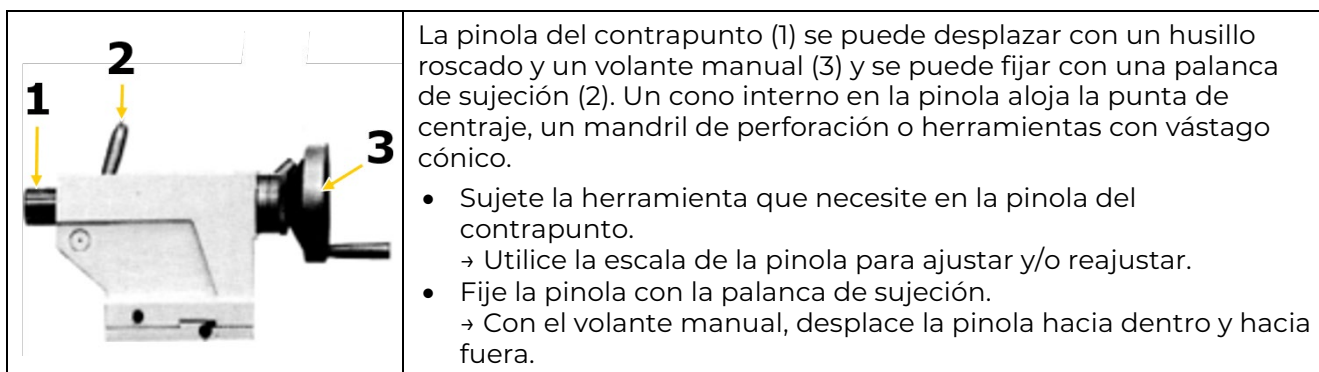 2
1
3
La pinola del contrapunto (1) se puede desplazar con un husillo
roscado y un volante manual (3) y se puede fijar con una palanca
de sujeción (2). Un cono interno en la pinola aloja la punta de
centraje, un mandril de perforación o herramientas con vástago
cónico.
• Sujete la herramienta que necesite en la pinola del
contrapunto.
→ Utilice la escala de la pinola para ajustar y/o reajustar.
• Fije la pinola con la palanca de sujeción.
→ Con el volante manual, desplace la pinola hacia dentro y hacia
fuera.